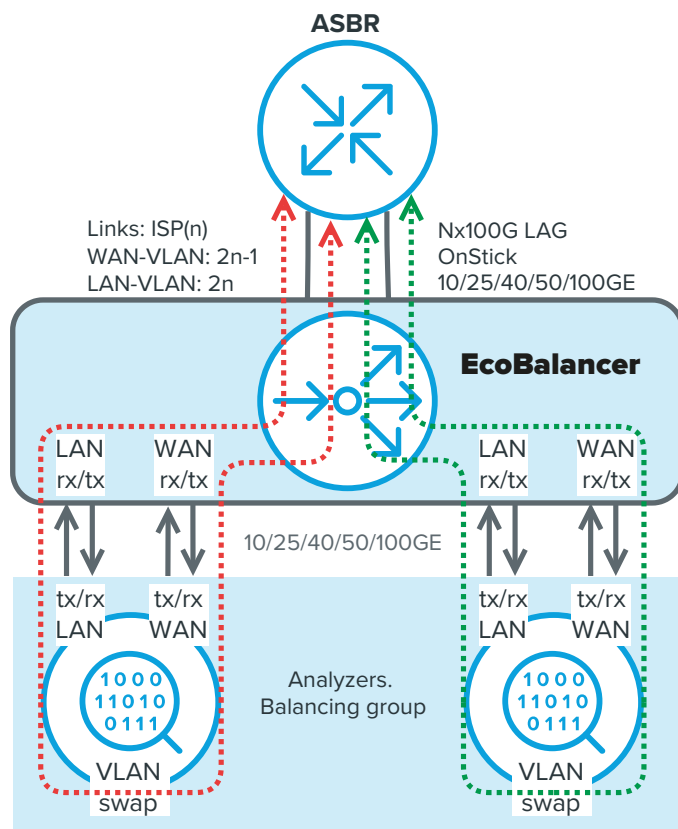 ASBR
Links: ISP(n)
WAN-VLAN: 2n-1
LAN-VLAN: 2n
Nx100G LAG
OnStick
10/25/40/50/100GE
EcoBalancer
LAN
rx/tx
WAN
rx/tx
LAN
rx/tx
WAN
rx/tx
10/25/40/50/100GE
tx/rx
LAN
tx/rx
WAN
tx/rx
LAN
tx/rx
WAN
1000
11010
0111
VLAN
swap
Analyzers.
Balancing group
1000
11010
0111
VLAN
swap